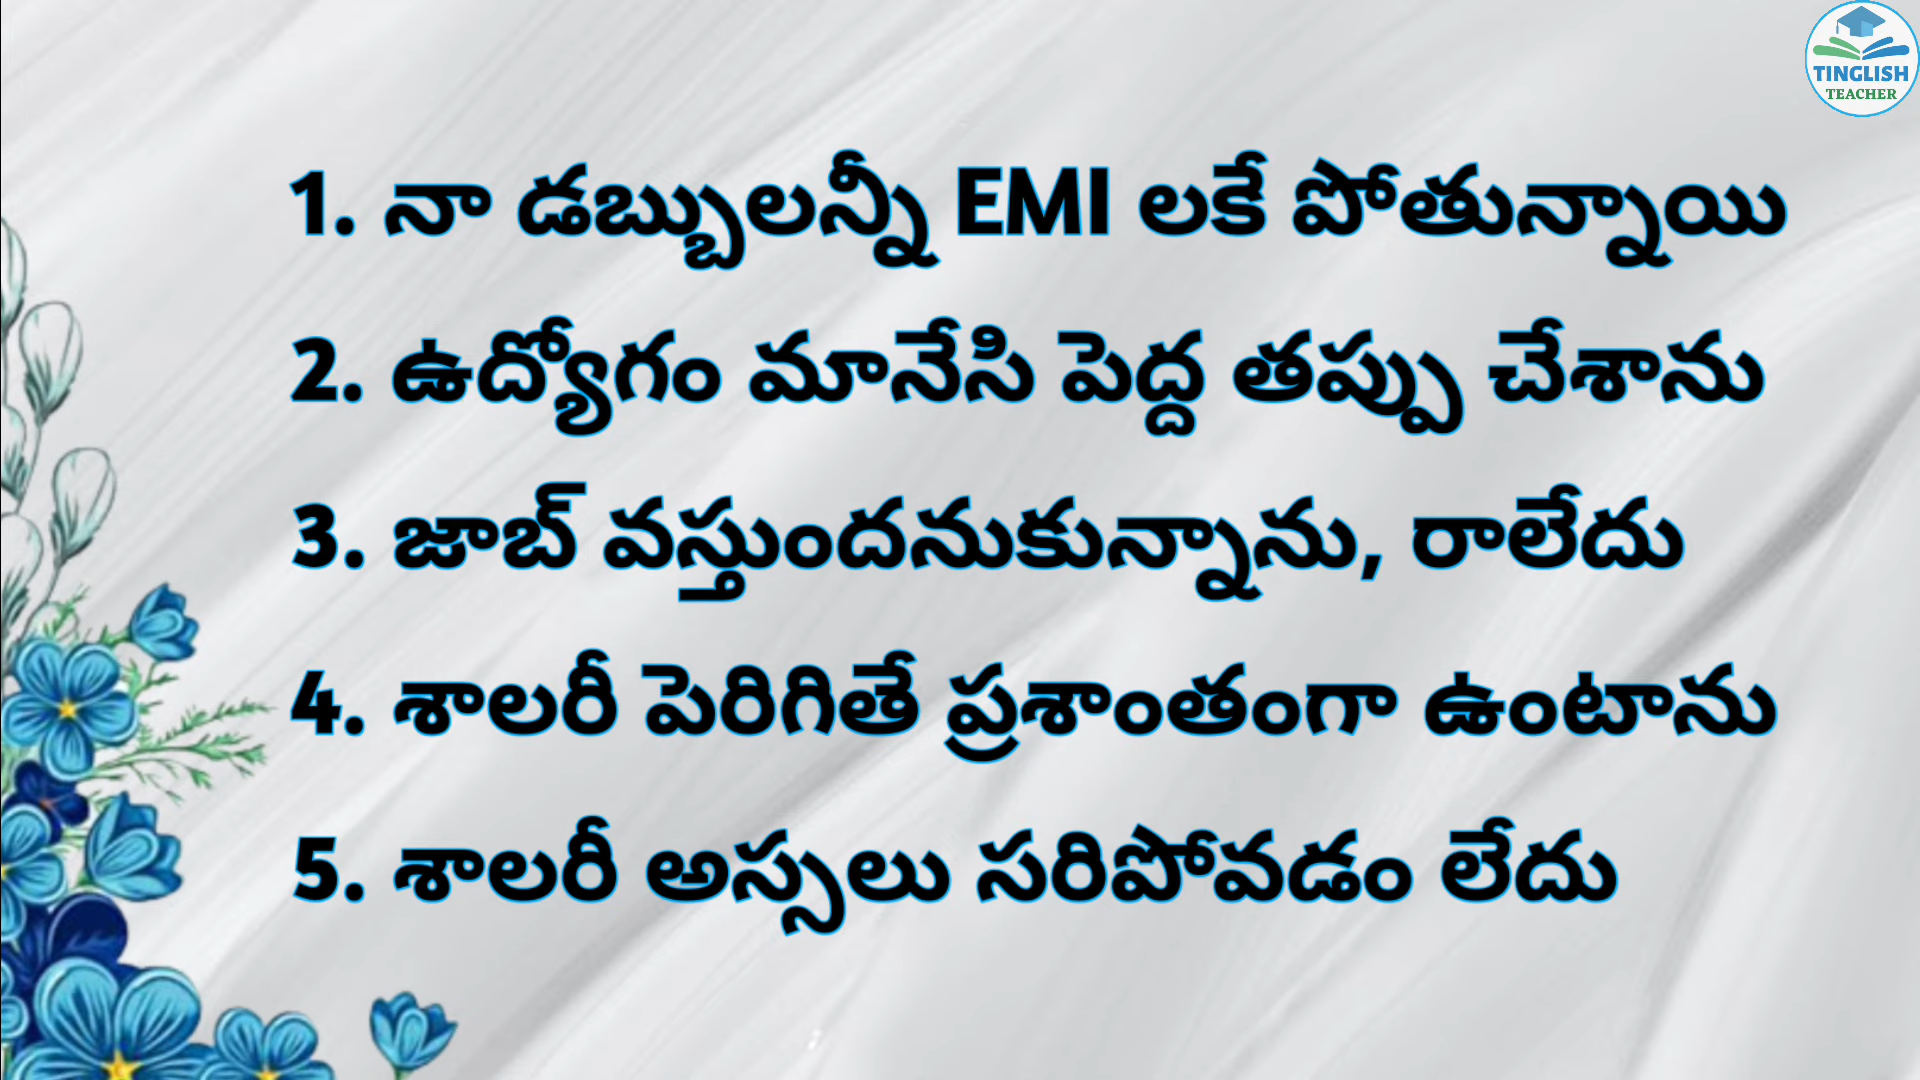 TINGLISH
TEACHER
1. నా డబ్బులన్నీ EMI లకే పోతున్నాయి
2. ఉద్యోగం మానేసి పెద్ద తప్పు చేశాను
3. జాబ్ వస్తుందనుకున్నాను, రాలేదు
4. శాలరీ పెరిగితే ప్రశాంతంగా ఉంటాను
5. శాలరీ అస్సలు సరిపోవడం లేదు